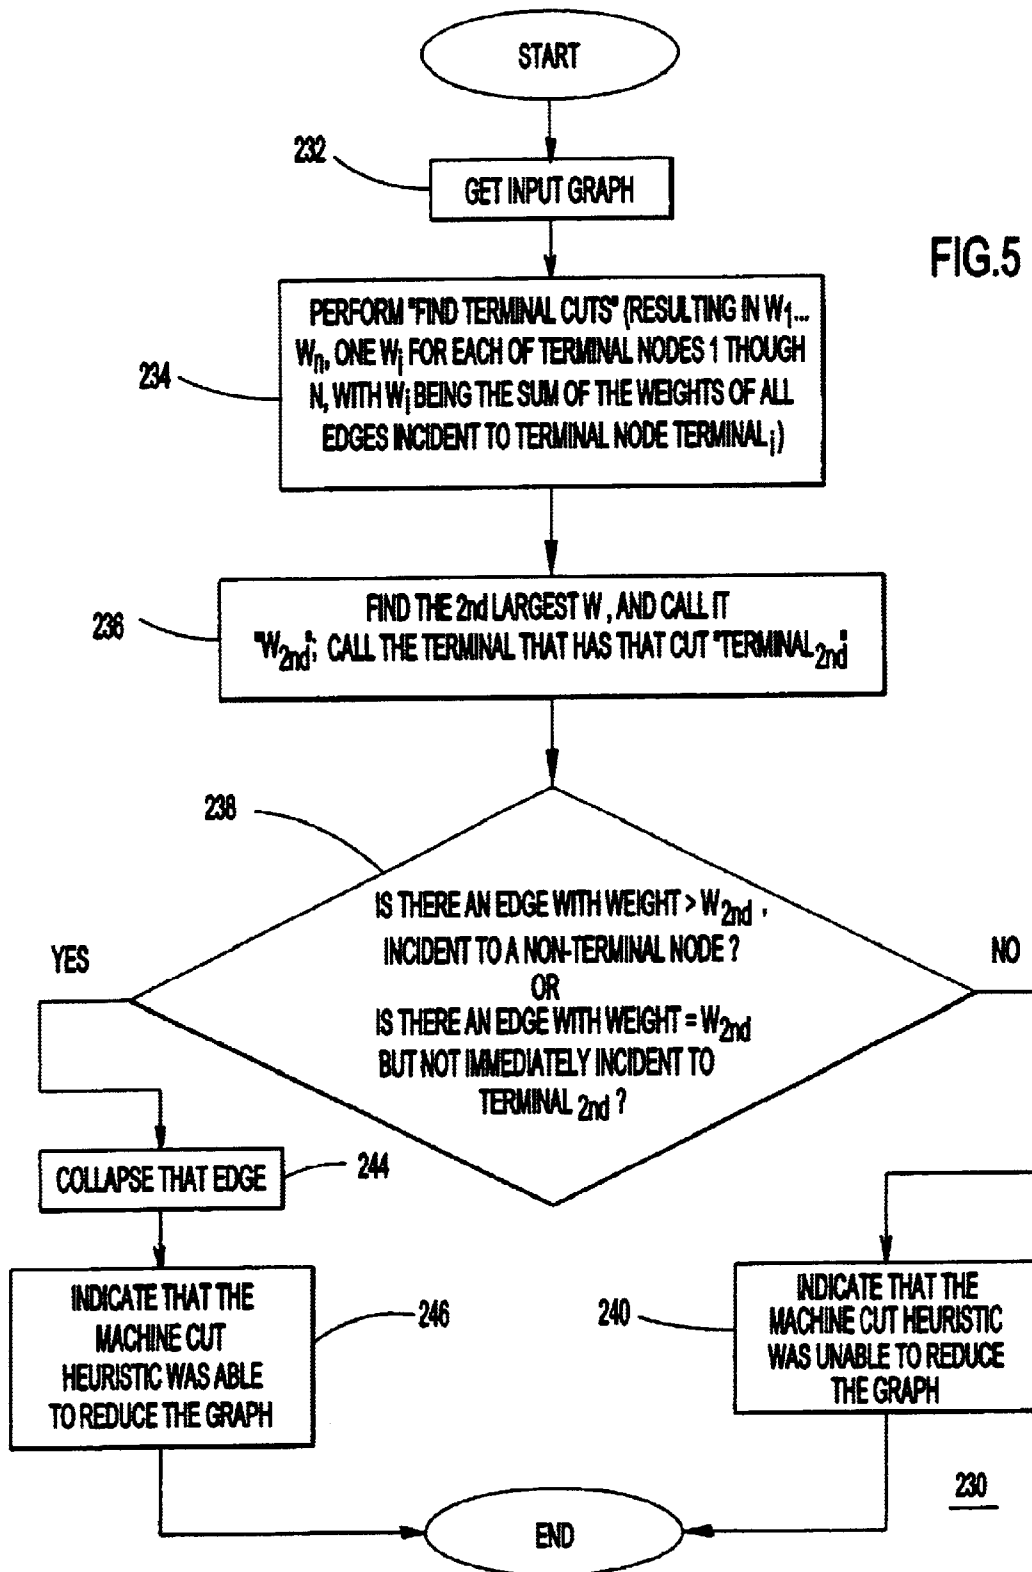 START
232
GET INPUT GRAPH
FIG.5
PERFORM "FIND TERMINAL CUTS" (RESULTING IN W1...
Wn, ONE Wi FOR EACH OF TERMINAL NODES 1 THOUGH
N, WITH Wi BEING THE SUM OF THE WEIGHTS OF ALL
EDGES INCIDENT TO TERMINAL NODE TERMINALi)
234
FIND THE 2nd LARGEST W, AND CALL IT
"W2nd"; CALL THE TERMINAL THAT HAS THAT CUT "TERMINAL2nd"
236
238
IS THERE AN EDGE WITH WEIGHT > W2nd,
INCIDENT TO A NON-TERMINAL NODE ?
OR
IS THERE AN EDGE WITH WEIGHT = W2nd
BUT NOT IMMEDIATELY INCIDENT TO
TERMINAL 2nd ?
YES
NO
COLLAPSE THAT EDGE
244
INDICATE THAT THE
MACHINE CUT
HEURISTIC WAS ABLE
TO REDUCE THE GRAPH
246
240
INDICATE THAT THE
MACHINE CUT HEURISTIC
WAS UNABLE TO REDUCE
THE GRAPH
230
END